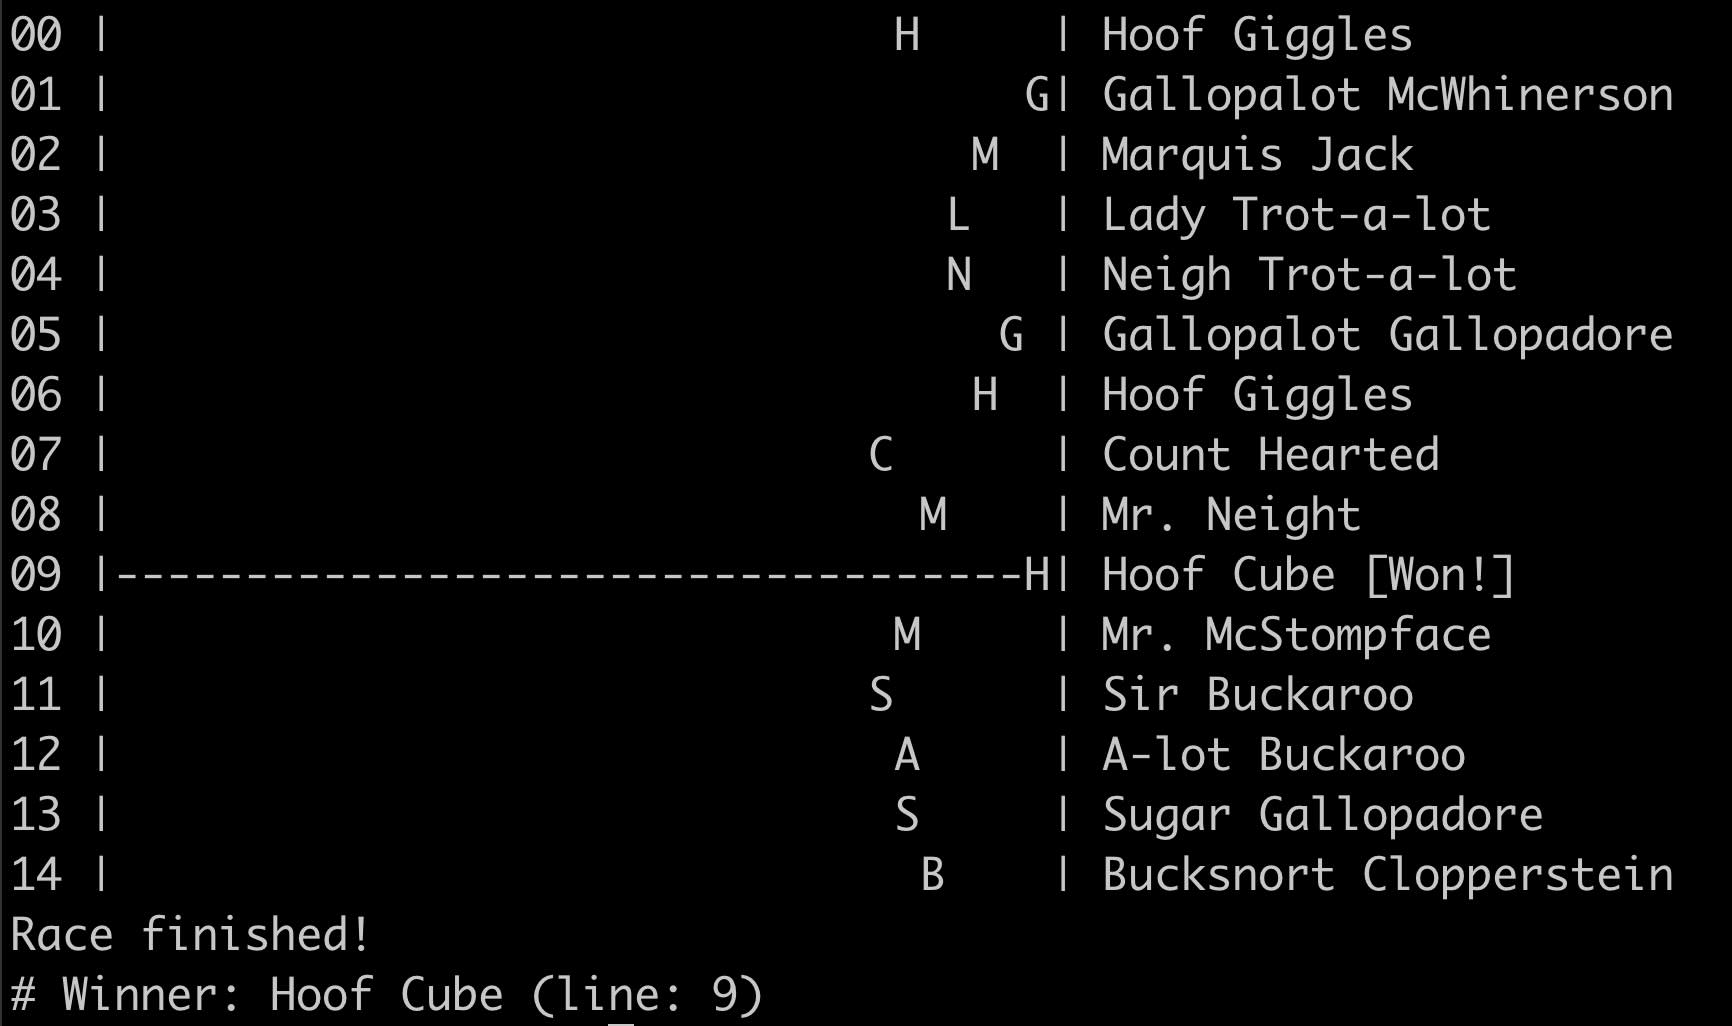 00 |                              H     | Hoof Giggles
01 |                                   G| Gallopalot McWhinerson
02 |                                 M  | Marquis Jack
03 |                                L   | Lady Trot-a-lot
04 |                                N   | Neigh Trot-a-lot
05 |                                  G | Gallopalot Gallopadore
06 |                                 H  | Hoof Giggles
07 |                             C      | Count Hearted
08 |                               M    | Mr. Neight
09 |-----------------------------------H| Hoof Cube [Won!]
10 |                              M     | Mr. McStompface
11 |                             S      | Sir Buckaroo
12 |                              A     | A-lot Buckaroo
13 |                              S     | Sugar Gallopadore
14 |                               B    | Bucksnort Clopperstein
Race finished!
# Winner: Hoof Cube (line: 9)